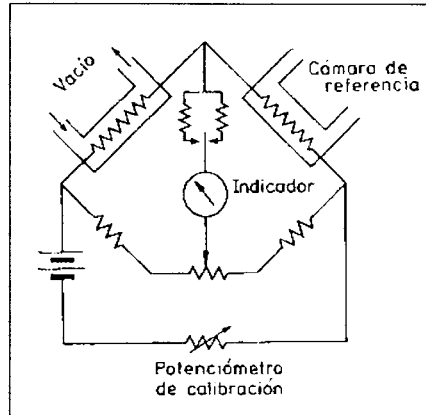 Vacío
Cámara de
referencia
Indicador
Potenciómetro
de calibración